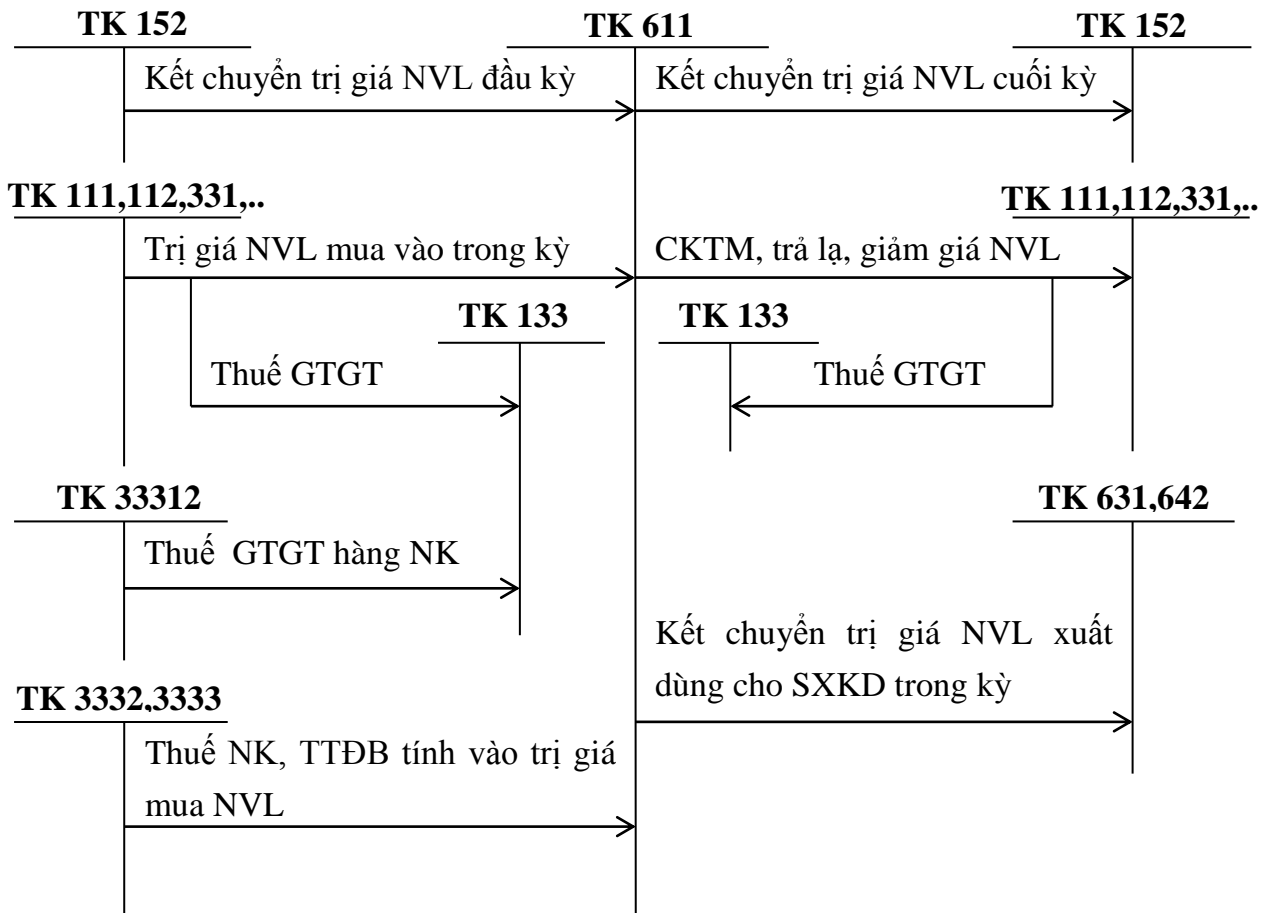 TK 152 TK 611 TK 152
Kết chuyển trị giá NVL đầu kỳ Kết chuyển trị giá NVL cuối kỳ
TK 111,112,331,.. TK 111,112,331,..
Trị giá NVL mua vào trong kỳ CKTM, trả lạ, giảm giá NVL
TK 133 TK 133
Thuế GTGT Thuế GTGT
TK 33312 TK 631,642
Thuế GTGT hàng NK
Kết chuyển trị giá NVL xuất
dùng cho SXKD trong kỳ
TK 3332,3333
Thuế NK, TTĐB tính vào trị giá
mua NVL